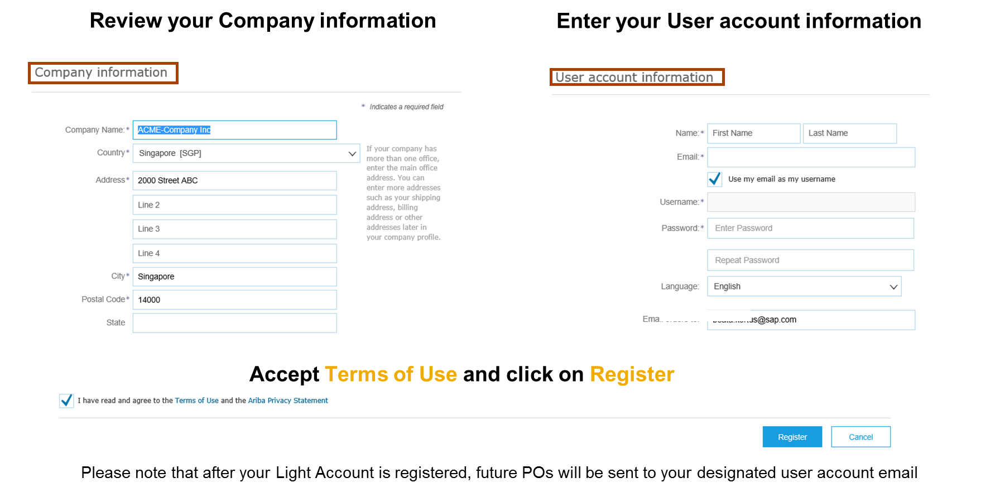 Review your Company information
Company information
* Indicates a required field
Company Name:* ACME-Company Inc
Country* Singapore [SGP]
If your company has
more than one office,
enter the main office
address. You can
enter more addresses
such as your shipping
address, billing
address or other
addresses later in
your company profile.
Address* 2000 Street ABC
Line 2
Line 3
Line 4
City* Singapore
Postal Code* 14000
State
Enter your User account information
User account information
Name:* First Name Last Name
Email:*
Use my email as my username
Username:*
Password:* Enter Password
Repeat Password
Language: English
Accept Terms of Use and click on Register
I have read and agree to the Terms of Use and the Ariba Privacy Statement
Register Cancel
Please note that after your Light Account is registered, future POs will be sent to your designated user account email